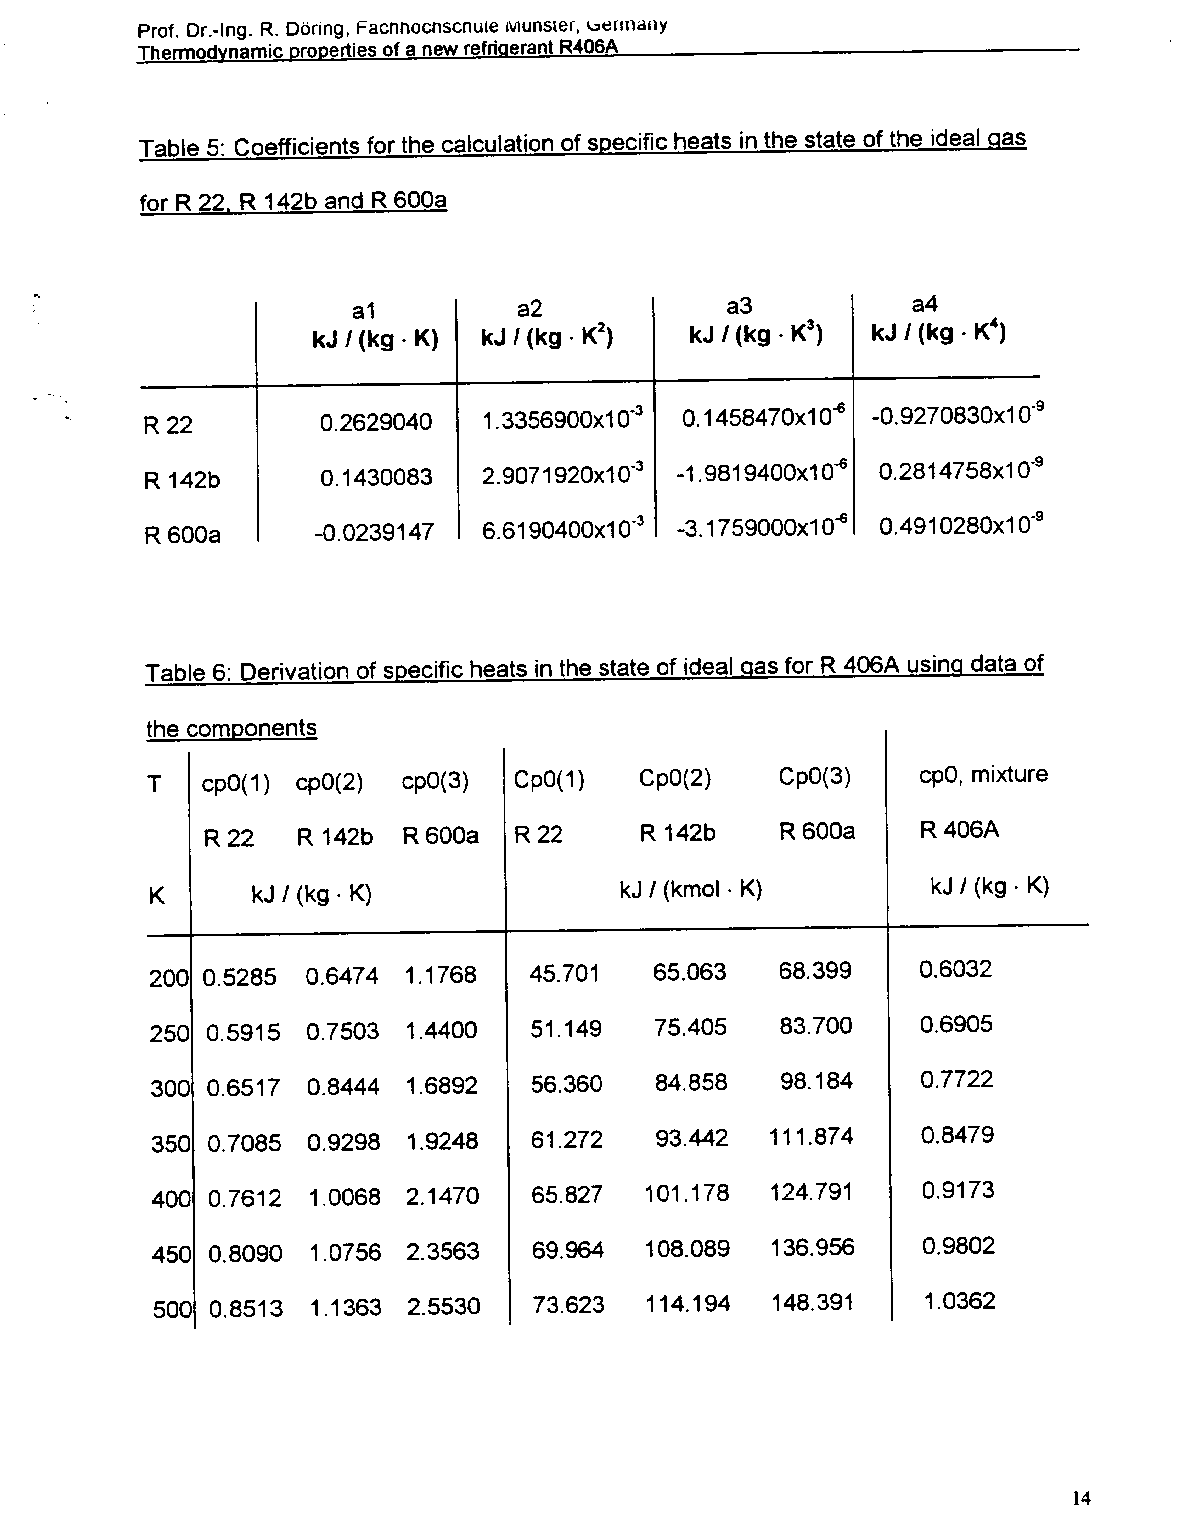 Prof. Dr.-Ing. R. Döring, Fachhochschule Münster, Germany
Thermodynamic properties of a new refrigerant R406A
Table 5: Coefficients for the calculation of specific heats in the state of the ideal gas
for R 22, R 142b and R 600a
a1 a2 a3 a4
kJ / (kg · K) kJ / (kg · K²) kJ / (kg · K³) kJ / (kg · K⁴)
R 22 0.2629040 1.3356900x10⁻³ 0.1458470x10⁻⁶ -0.9270830x10⁻⁹
R 142b 0.1430083 2.9071920x10⁻³ -1.9819400x10⁻⁶ 0.2814758x10⁻⁹
R 600a -0.0239147 6.6190400x10⁻³ -3.1759000x10⁻⁶ 0.4910280x10⁻⁹
Table 6: Derivation of specific heats in the state of ideal gas for R 406A using data of
the components
T cp0(1) cp0(2) cp0(3) Cp0(1) Cp0(2) Cp0(3) cp0, mixture
R 22 R 142b R 600a R 22 R 142b R 600a R 406A
K kJ / (kg · K) kJ / (kmol · K) kJ / (kg · K)
200 0.5285 0.6474 1.1768 45.701 65.063 68.399 0.6032
250 0.5915 0.7503 1.4400 51.149 75.405 83.700 0.6905
300 0.6517 0.8444 1.6892 56.360 84.858 98.184 0.7722
350 0.7085 0.9298 1.9248 61.272 93.442 111.874 0.8479
400 0.7612 1.0068 2.1470 65.827 101.178 124.791 0.9173
450 0.8090 1.0756 2.3563 69.964 108.089 136.956 0.9802
500 0.8513 1.1363 2.5530 73.623 114.194 148.391 1.0362
14